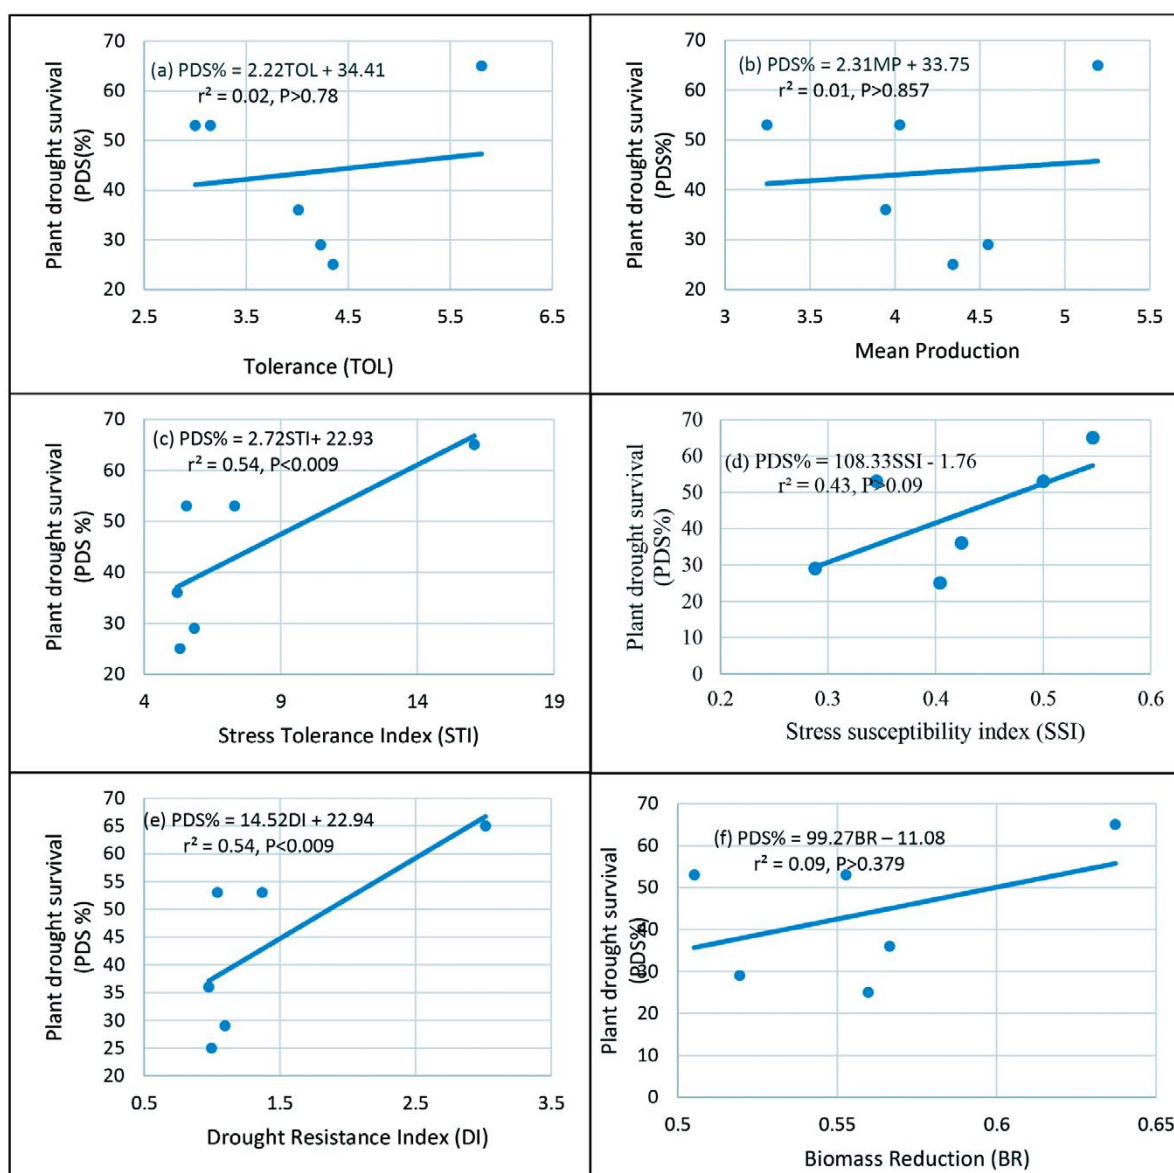 Plant drought survival
(PDS(%)
70
60
50
40
30
20
(a) PDS% = 2.22TOL + 34.41
r² = 0.02, P>0.78
2.5 3.5 4.5 5.5 6.5
Tolerance (TOL)
Plant drought survival
(PDS%)
70
60
50
40
30
20
(b) PDS% = 2.31MP + 33.75
r² = 0.01, P>0.857
3 3.5 4 4.5 5 5.5
Mean Production
Plant drought survival
(PDS %)
70
60
50
40
30
20
(c) PDS% = 2.72STI+ 22.93
r² = 0.54, P<0.009
4 9 14 19
Stress Tolerance Index (STI)
Plant drought survival
(PDS%)
70
60
50
40
30
20
10
0
(d) PDS% = 108.33SSI - 1.76
r² = 0.43, P>0.09
0.2 0.3 0.4 0.5 0.6
Stress susceptibility index (SSI)
Plant drought survival
(PDS %)
70
65
60
55
50
45
40
35
30
25
20
(e) PDS% = 14.52DI + 22.94
r² = 0.54, P<0.009
0.5 1.5 2.5 3.5
Drought Resistance Index (DI)
Plant drought survival
(PDS%)
70
60
50
40
30
20
10
0
(f) PDS% = 99.27BR – 11.08
r² = 0.09, P>0.379
0.5 0.55 0.6 0.65
Biomass Reduction (BR)